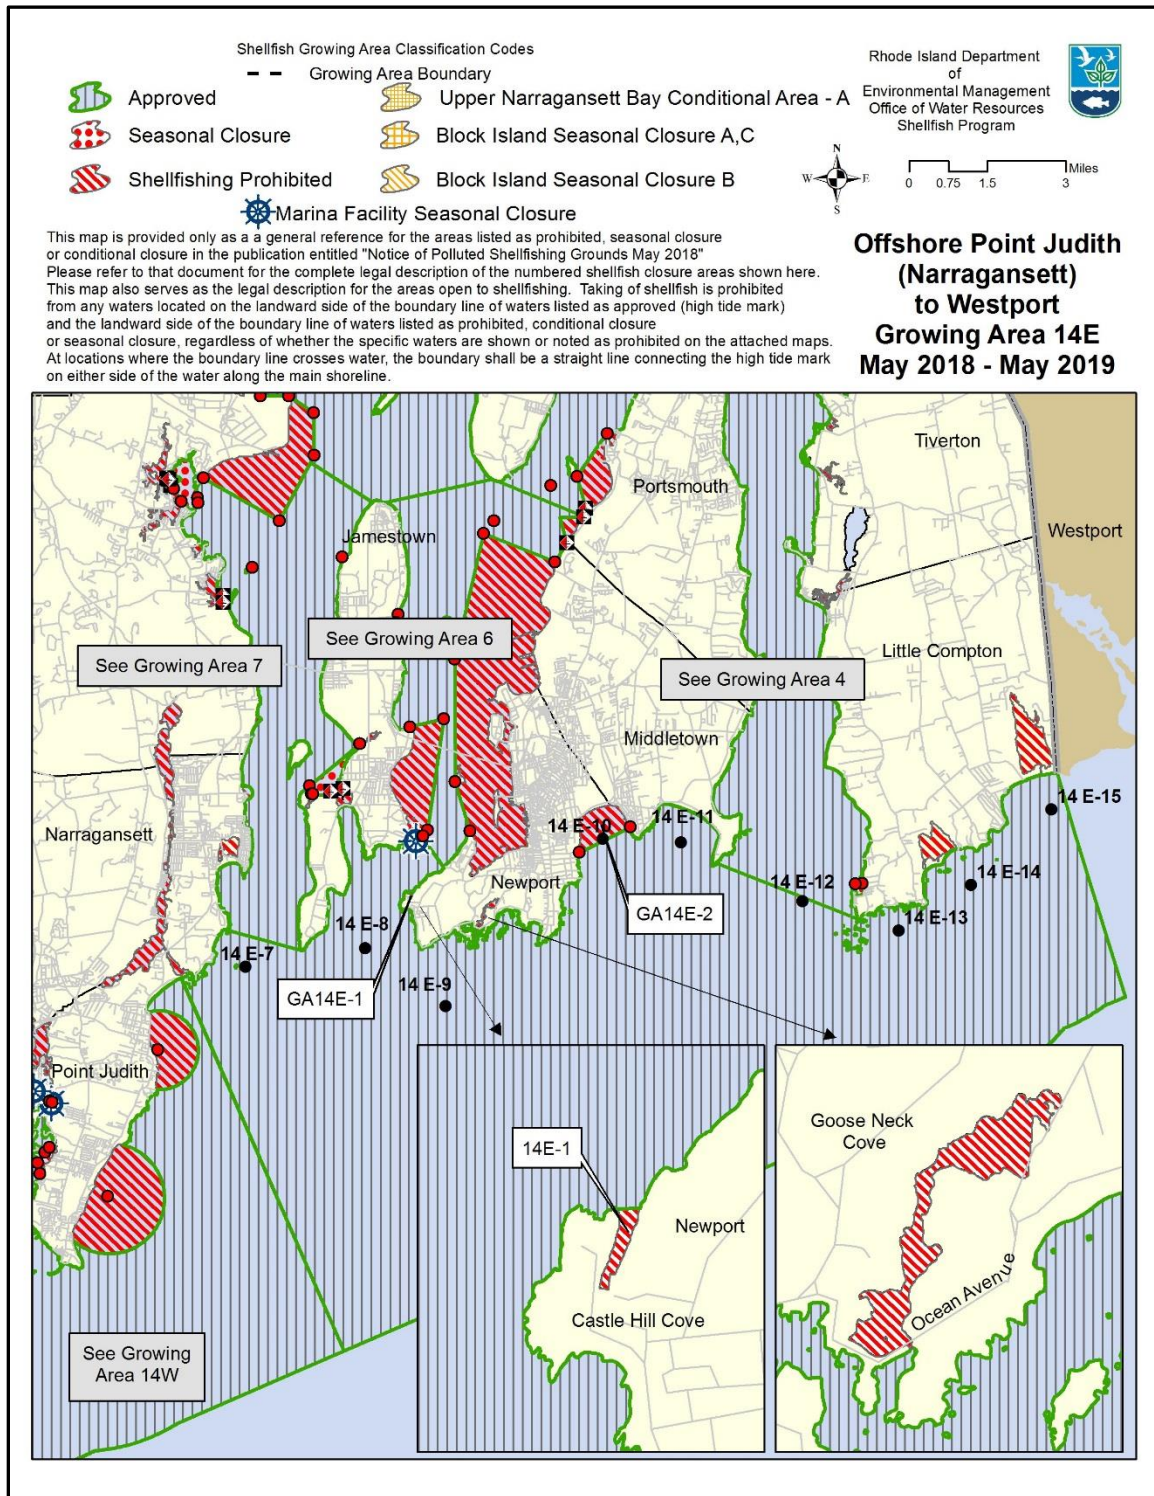 Shellfish Growing Area Classification Codes
Growing Area Boundary
Approved
Upper Narragansett Bay Conditional Area - A
Seasonal Closure
Block Island Seasonal Closure A,C
Shellfishing Prohibited
Block Island Seasonal Closure B
Marina Facility Seasonal Closure
Rhode Island Department
of
Environmental Management
Office of Water Resources
Shellfish Program
N
W
E
S
Miles
0 0.75 1.5 3
This map is provided only as a a general reference for the areas listed as prohibited, seasonal closure
or conditional closure in the publication entitled "Notice of Polluted Shellfishing Grounds May 2018"
Please refer to that document for the complete legal description of the numbered shellfish closure areas shown here.
This map also serves as the legal description for the areas open to shellfishing. Taking of shellfish is prohibited
from any waters located on the landward side of the boundary line of waters listed as approved (high tide mark)
and the landward side of the boundary line of waters listed as prohibited, conditional closure
or seasonal closure, regardless of whether the specific waters are shown or noted as prohibited on the attached maps.
At locations where the boundary line crosses water, the boundary shall be a straight line connecting the high tide mark
on either side of the water along the main shoreline.
Offshore Point Judith
(Narragansett)
to Westport
Growing Area 14E
May 2018 - May 2019
Tiverton
Portsmouth
Westport
Jamestown
See Growing Area 6
See Growing Area 7
Little Compton
See Growing Area 4
Middletown
14 E-15
14 E-11
14 E-10
Narragansett
Newport
14 E-14
14 E-12
GA14E-2
14 E-13
14 E-8
14 E-7
14 E-9
GA14E-1
Point Judith
Goose Neck
Cove
14E-1
Newport
Ocean Avenue
Castle Hill Cove
See Growing
Area 14W